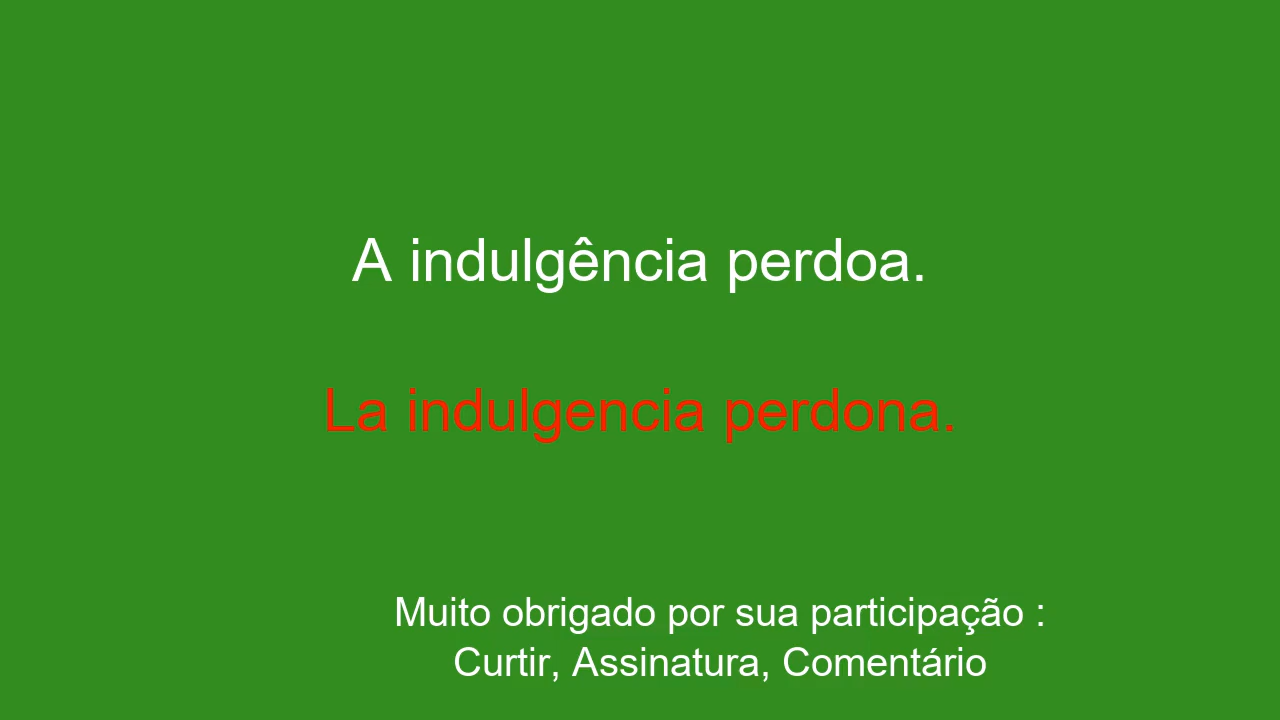 A indulgência perdoa.
La indulgencia perdona.
Muito obrigado por sua participação :
Curtir, Assinatura, Comentário